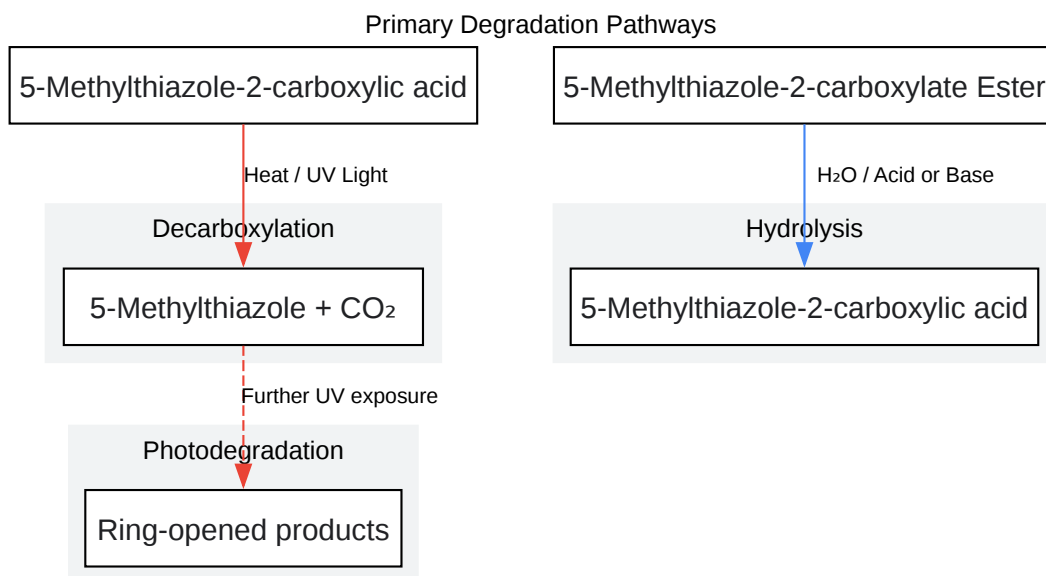 Primary Degradation Pathways
5-Methylthiazole-2-carboxylic acid
5-Methylthiazole-2-carboxylate Ester
Heat / UV Light
H₂O / Acid or Base
Decarboxylation
Hydrolysis
5-Methylthiazole + CO₂
5-Methylthiazole-2-carboxylic acid
Further UV exposure
Photodegradation
Ring-opened products